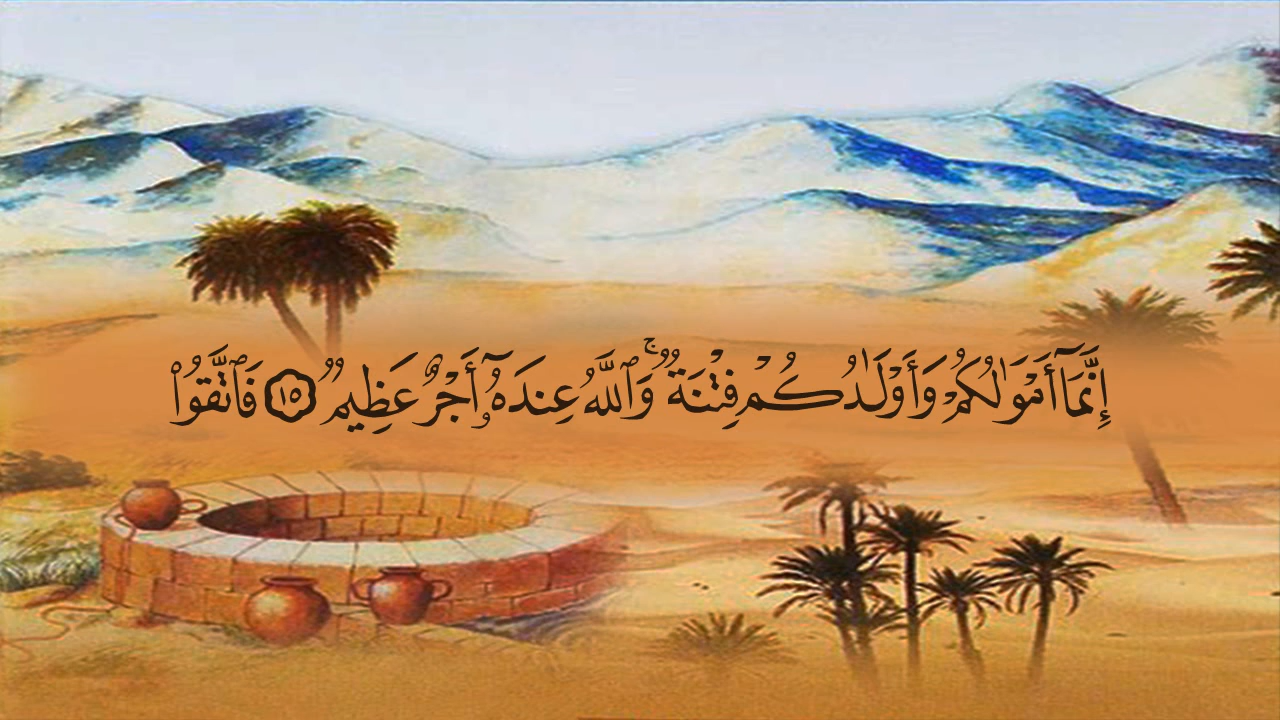 إِنَّمَآ أَمْوَٰلُكُمْ وَأَوْلَٰدُكُمْ فِتْنَةٌ ۚ وَٱللَّهُ عِندَهُۥٓ أَجْرٌ عَظِيمٌ ١٥ فَٱتَّقُوا۟